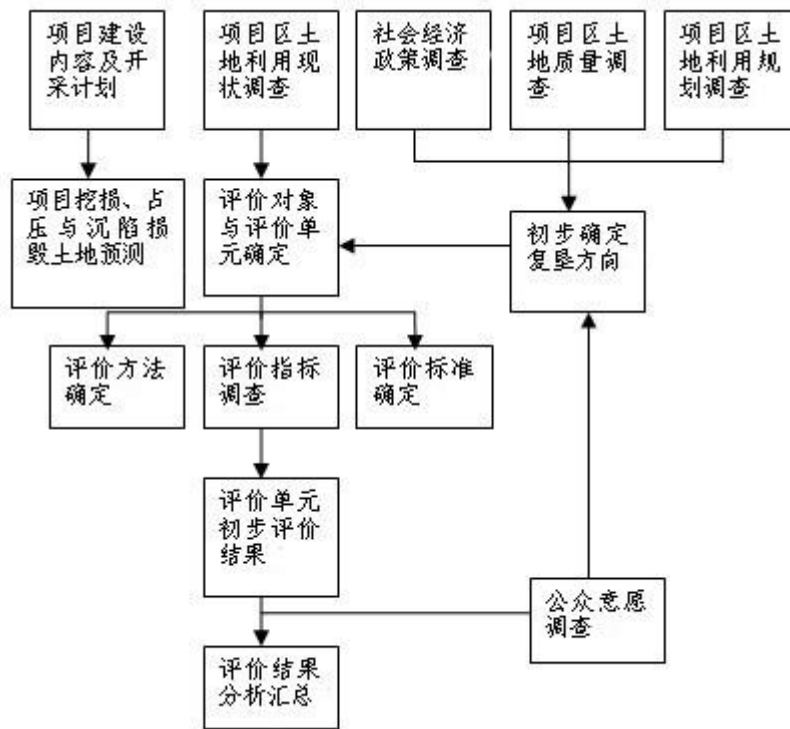 项目建设
内容及开
采计划
项目区土
地利用现
状调查
社会经济
政策调查
项目区土
地质量调
查
项目区土
地利用规
划调查
项目挖损、占
压与沉陷损
毁土地预测
评价对象
与评价单
元确定
初步确定
复垦方向
评价方法
确定
评价指标
调查
评价标准
确定
评价单元
初步评价
结果
公众意愿
调查
评价结果
分析汇总